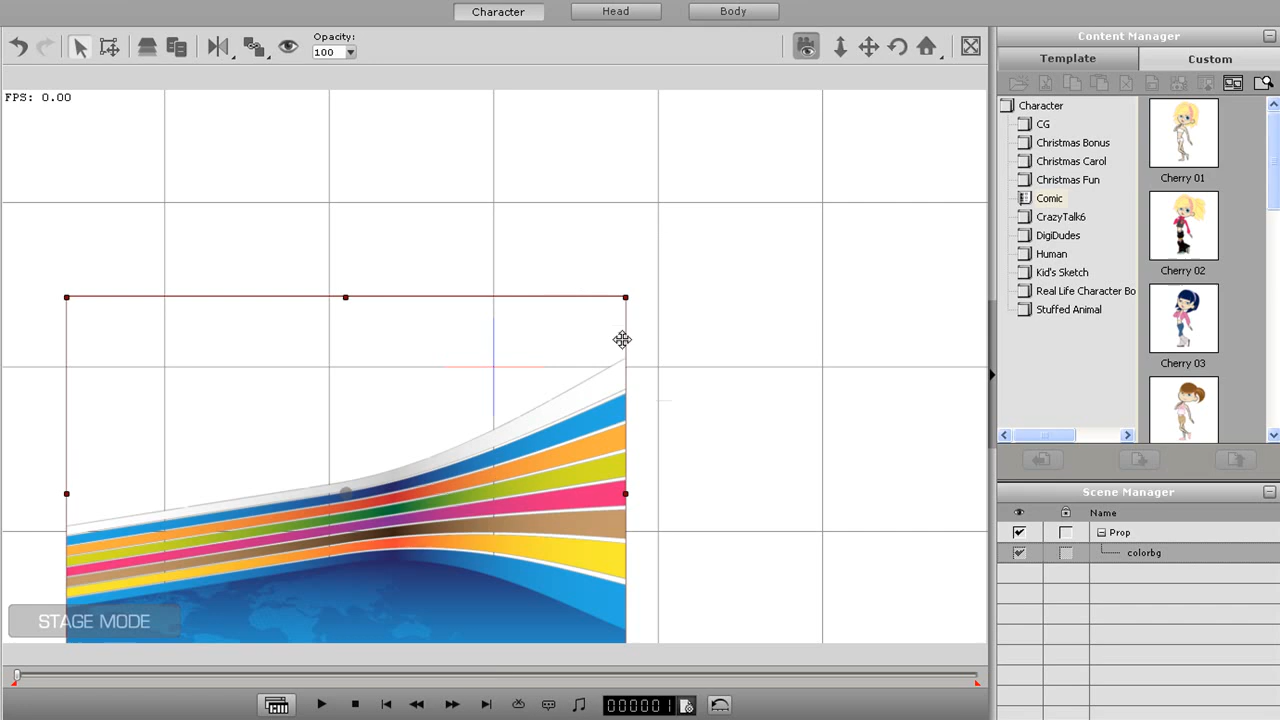 Character Head Body
Opacity:
100
FPS: 0.00
STAGE MODE
000001
Content Manager
Template Custom
Character
CG
Christmas Bonus
Christmas Carol
Christmas Fun
Comic
CrazyTalk6
DigiDudes
Human
Kid's Sketch
Real Life Character Bo
Stuffed Animal
Cherry 01
Cherry 02
Cherry 03
Scene Manager
Name
Prop
colorbg